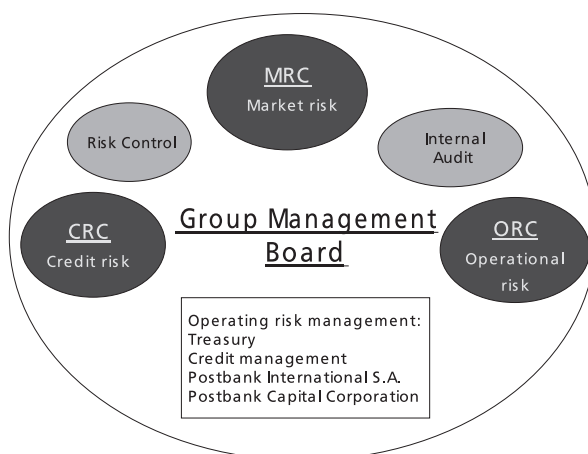 MRC
Market risk
Risk Control
Internal
Audit
CRC
Credit risk
Group Management
Board
ORC
Operational
risk
Operating risk management:
Treasury
Credit management
Postbank International S.A.
Postbank Capital Corporation